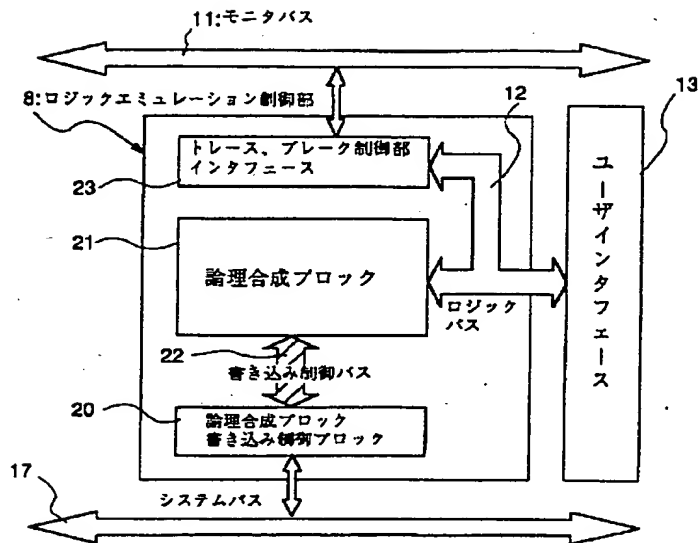 11:モニタバス
8:ロジックエミュレーション制御部
12
13
トレース、ブレーク制御部
インタフェース
23
21
論理合成ブロック
ユーザインタフェース
ロジック
バス
22
書き込み制御バス
20
論理合成ブロック
書き込み制御ブロック
17
システムバス